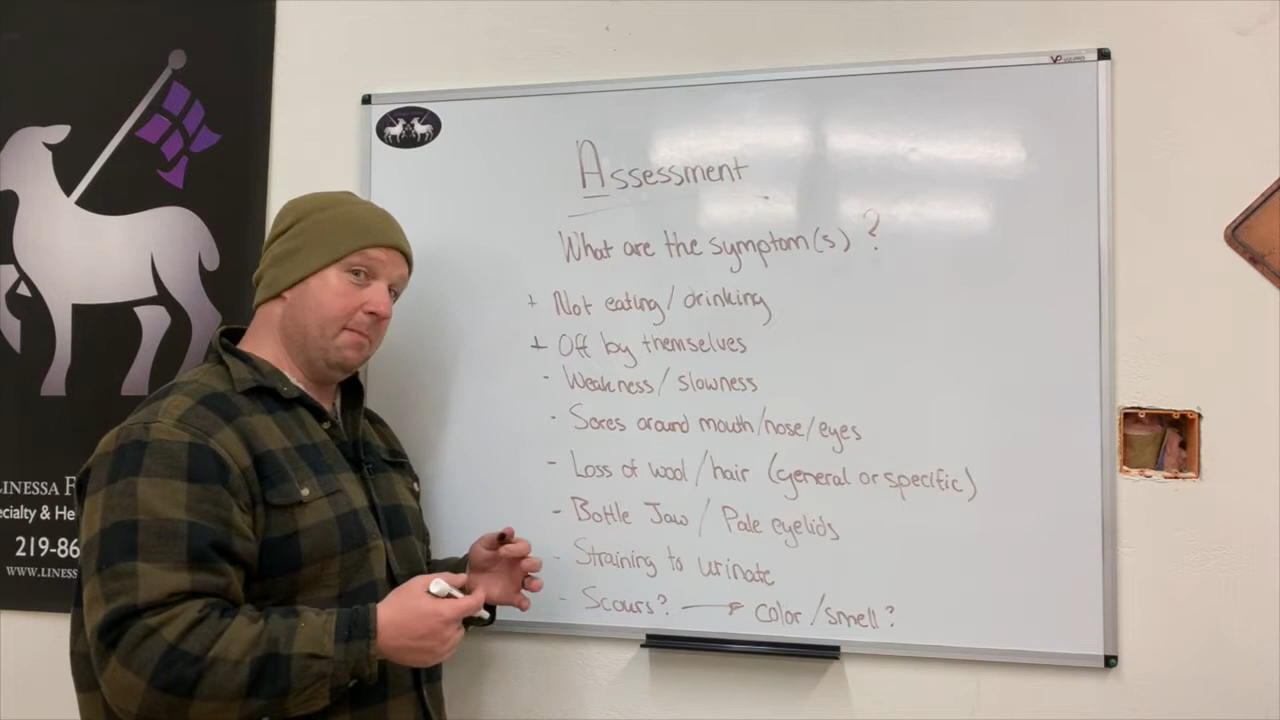 Assessment
What are the symptom(s) ?
+ Not eating/drinking
+ Off by themselves
- Weakness/slowness
- Sores around mouth/nose/eyes
- Loss of wool/hair (general or specific)
- Bottle Jaw/Pale eyelids
- Straining to urinate
- Scours? → color/smell?
LINESSA F
219-86
WWW.LINESS